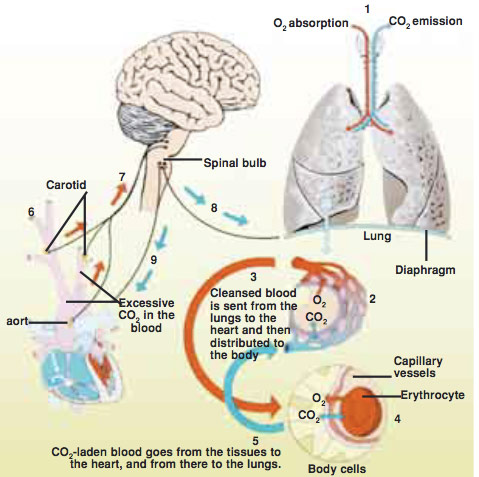 1
O2 absorption
CO2 emission
Spinal bulb
Carotid
7
6
8
9
Lung
Diaphragm
3
Cleansed blood
is sent from the
lungs to the
heart and then
distributed to
the body
O2
CO2
2
Excessive
CO2 in the
blood
aort
Capillary
vessels
Erythrocyte
O2
CO2
4
5
CO2-laden blood goes from the tissues to
the heart, and from there to the lungs.
Body cells